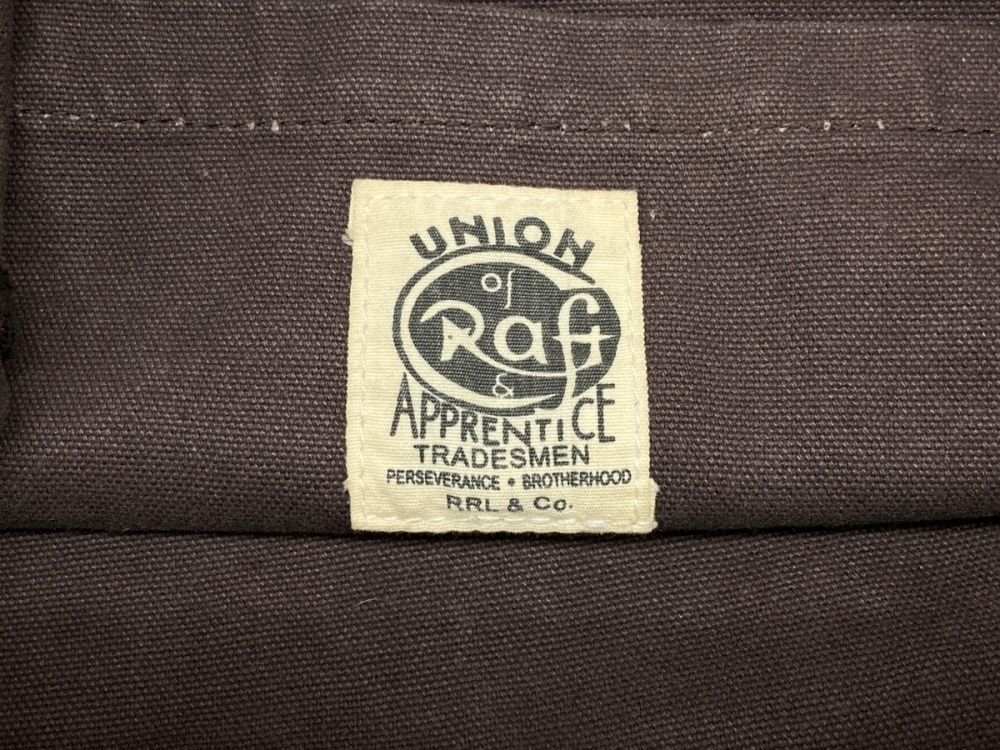 UNION
of
Craft
&
APPRENTICE
TRADESMEN
PERSEVERANCE • BROTHERHOOD
RRL & Co.